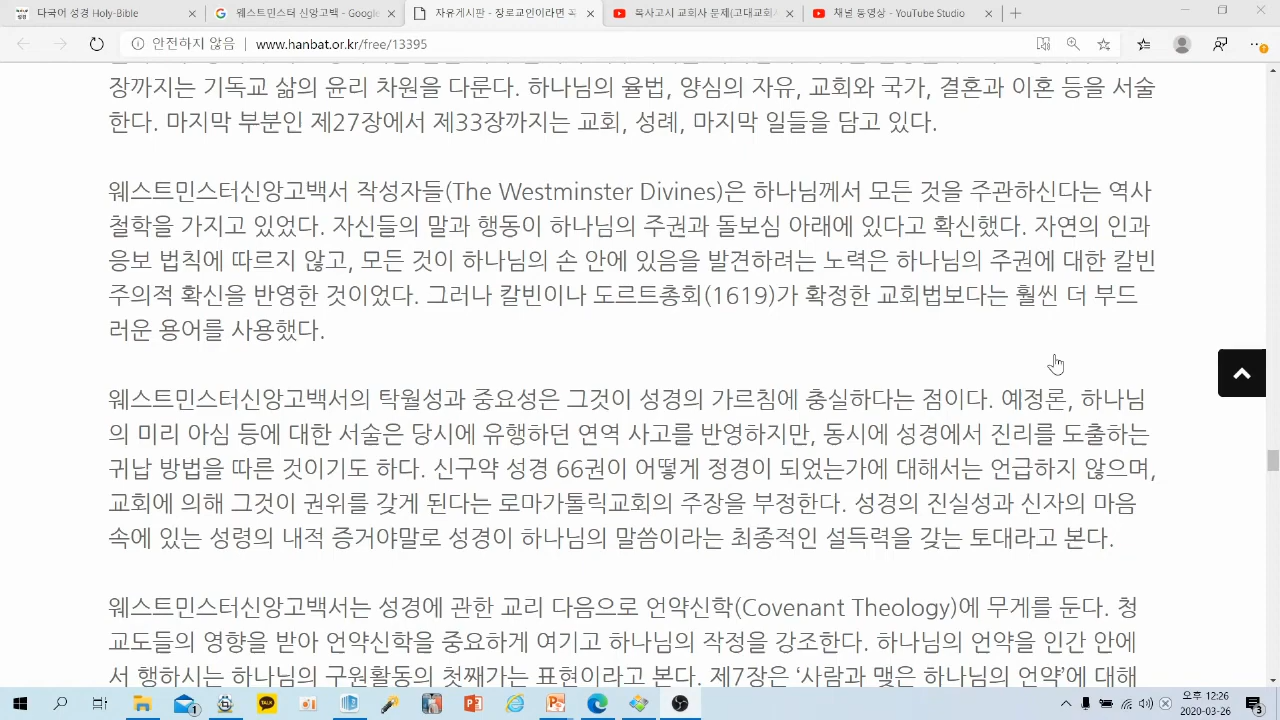 다국어 성경 Holy-Bible
웨스트민스터 신앙고백 - Google
자유게시판 - 장로교인이라면 꼭
목사고시 교회사 문제(고대교회사
채널 동영상 - YouTube Studio
안전하지 않음 | www.hanbat.or.kr/free/13395
장까지는 기독교 삶의 윤리 차원을 다룬다. 하나님의 율법, 양심의 자유, 교회와 국가, 결혼과 이혼 등을 서술
한다. 마지막 부분인 제27장에서 제33장까지는 교회, 성례, 마지막 일들을 담고 있다.
웨스트민스터신앙고백서 작성자들(The Westminster Divines)은 하나님께서 모든 것을 주관하신다는 역사
철학을 가지고 있었다. 자신들의 말과 행동이 하나님의 주권과 돌보심 아래에 있다고 확신했다. 자연의 인과
응보 법칙에 따르지 않고, 모든 것이 하나님의 손 안에 있음을 발견하려는 노력은 하나님의 주권에 대한 칼빈
주의적 확신을 반영한 것이었다. 그러나 칼빈이나 도르트총회(1619)가 확정한 교회법보다는 훨씬 더 부드
러운 용어를 사용했다.
웨스트민스터신앙고백서의 탁월성과 중요성은 그것이 성경의 가르침에 충실하다는 점이다. 예정론, 하나님
의 미리 아심 등에 대한 서술은 당시에 유행하던 연역 사고를 반영하지만, 동시에 성경에서 진리를 도출하는
귀납 방법을 따른 것이기도 하다. 신구약 성경 66권이 어떻게 정경이 되었는가에 대해서는 언급하지 않으며,
교회에 의해 그것이 권위를 갖게 된다는 로마가톨릭교회의 주장을 부정한다. 성경의 진실성과 신자의 마음
속에 있는 성령의 내적 증거야말로 성경이 하나님의 말씀이라는 최종적인 설득력을 갖는 토대라고 본다.
웨스트민스터신앙고백서는 성경에 관한 교리 다음으로 언약신학(Covenant Theology)에 무게를 둔다. 청
교도들의 영향을 받아 언약신학을 중요하게 여기고 하나님의 작정을 강조한다. 하나님의 언약을 인간 안에
서 행하시는 하나님의 구원활동의 첫째가는 표현이라고 본다. 제7장은 ‘사람과 맺은 하나님의 언약’에 대해
오후 12:26
2020-03-26